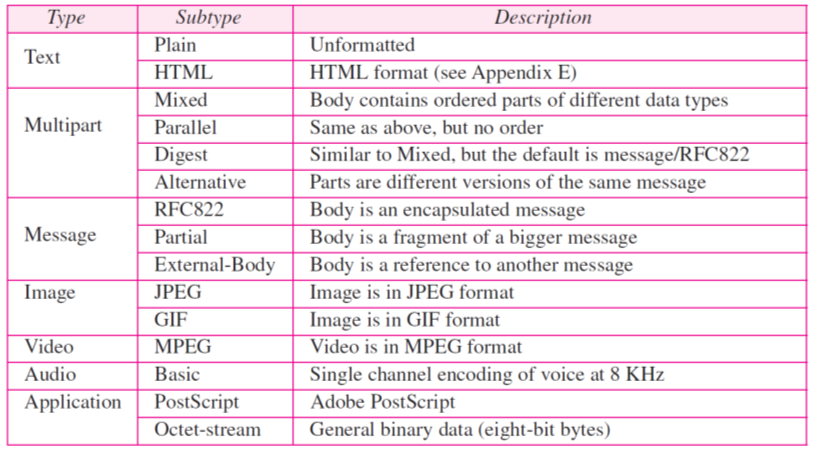 Type Subtype Description
Text Plain Unformatted
HTML HTML format (see Appendix E)
Multipart Mixed Body contains ordered parts of different data types
Parallel Same as above, but no order
Digest Similar to Mixed, but the default is message/RFC822
Alternative Parts are different versions of the same message
Message RFC822 Body is an encapsulated message
Partial Body is a fragment of a bigger message
External-Body Body is a reference to another message
Image JPEG Image is in JPEG format
GIF Image is in GIF format
Video MPEG Video is in MPEG format
Audio Basic Single channel encoding of voice at 8 KHz
Application PostScript Adobe PostScript
Octet-stream General binary data (eight-bit bytes)